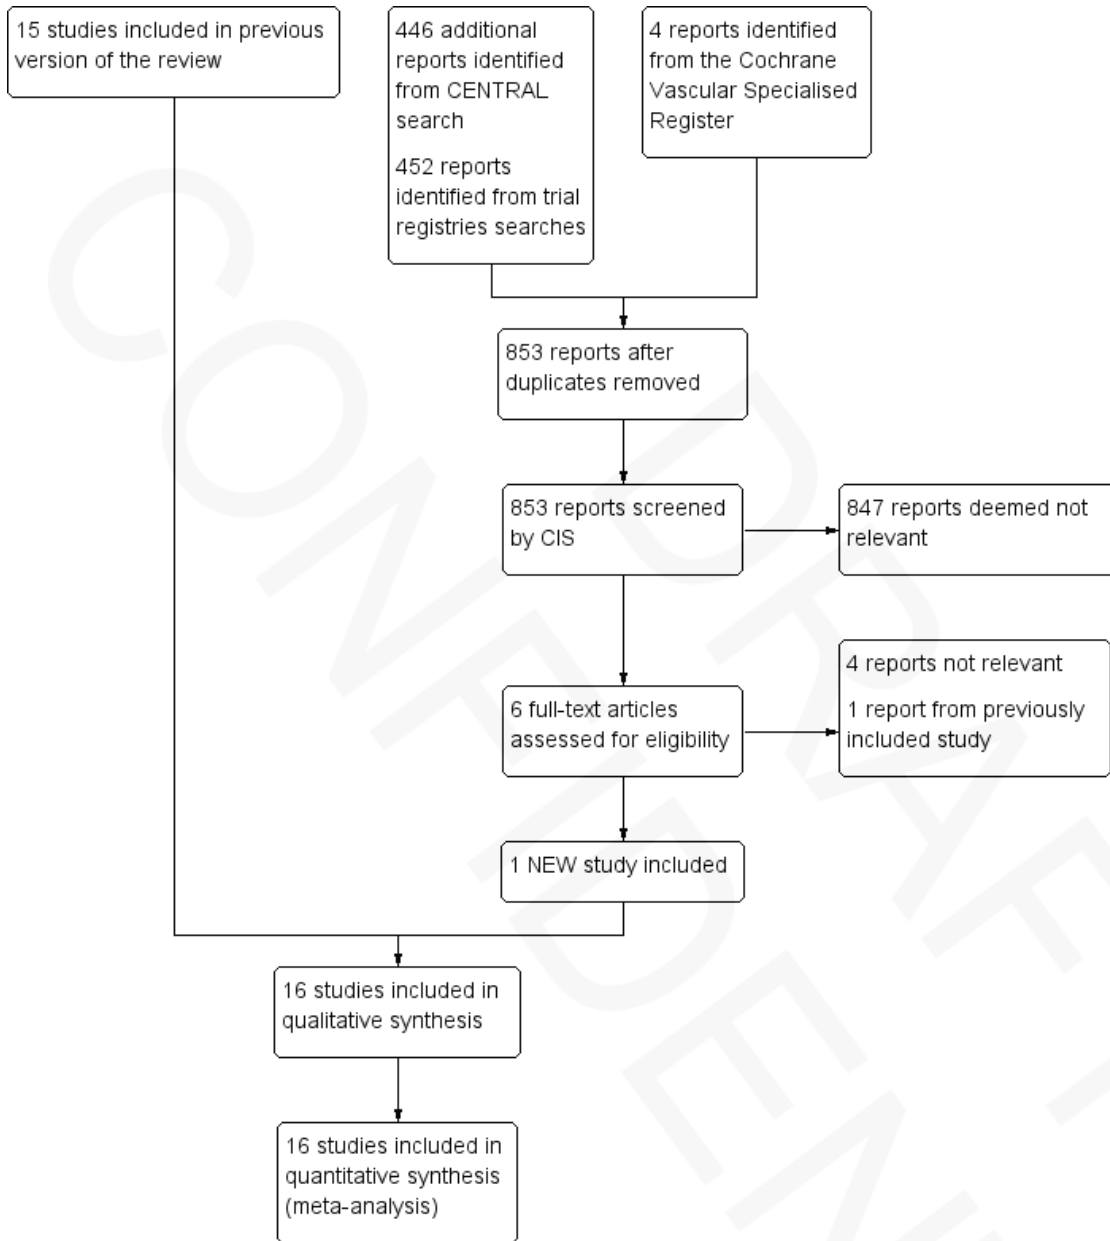 15 studies included in previous
version of the review
446 additional
reports identified
from CENTRAL
search
452 reports
identified from trial
registries searches
4 reports identified
from the Cochrane
Vascular Specialised
Register
853 reports after
duplicates removed
853 reports screened
by CIS
847 reports deemed not
relevant
6 full-text articles
assessed for eligibility
4 reports not relevant
1 report from previously
included study
1 NEW study included
16 studies included in
qualitative synthesis
16 studies included in
quantitative synthesis
(meta-analysis)
DRAFT
CONFIDEN